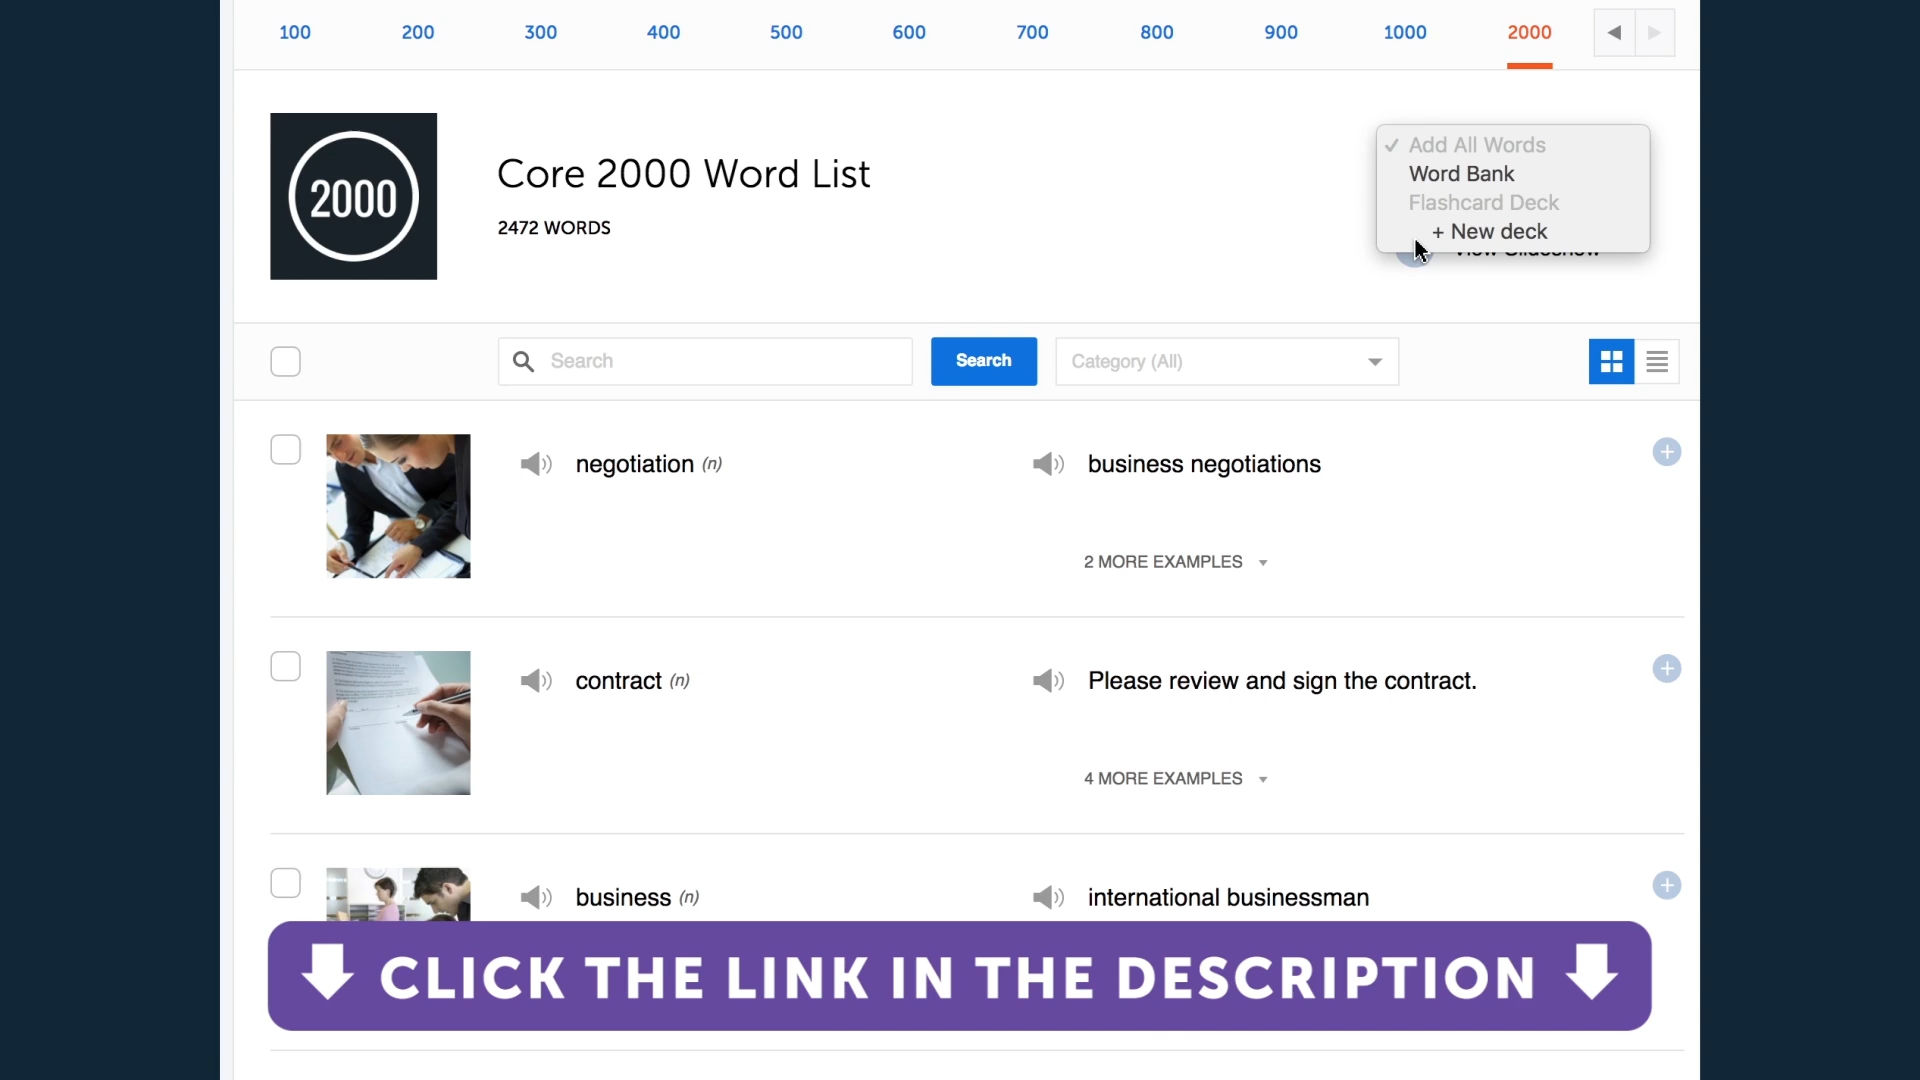 100 200 300 400 500 600 700 800 900 1000 2000
2000
Core 2000 Word List
2472 WORDS
Add All Words
Word Bank
Flashcard Deck
+ New deck
View Slideshow
Search
Search
Category (All)
negotiation (n)
business negotiations
2 MORE EXAMPLES
contract (n)
Please review and sign the contract.
4 MORE EXAMPLES
business (n)
international businessman
CLICK THE LINK IN THE DESCRIPTION